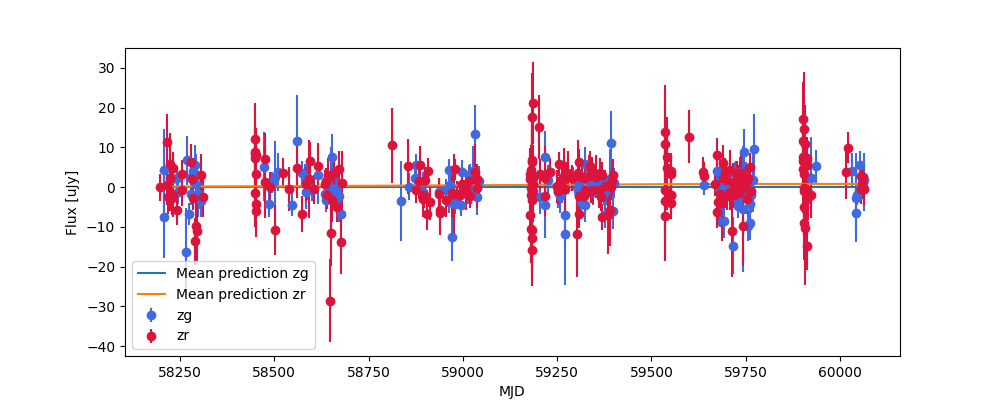 30
20
10
0
−10
−20
−30
−40
Flux [uJy]
Mean prediction zg
Mean prediction zr
zg
zr
58250 58500 58750 59000 59250 59500 59750 60000
MJD